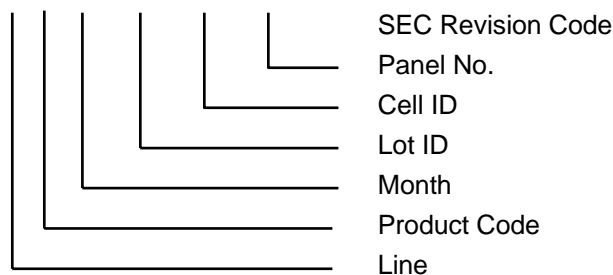 SEC Revision Code
Panel No.
Cell ID
Lot ID
Month
Product Code
Line